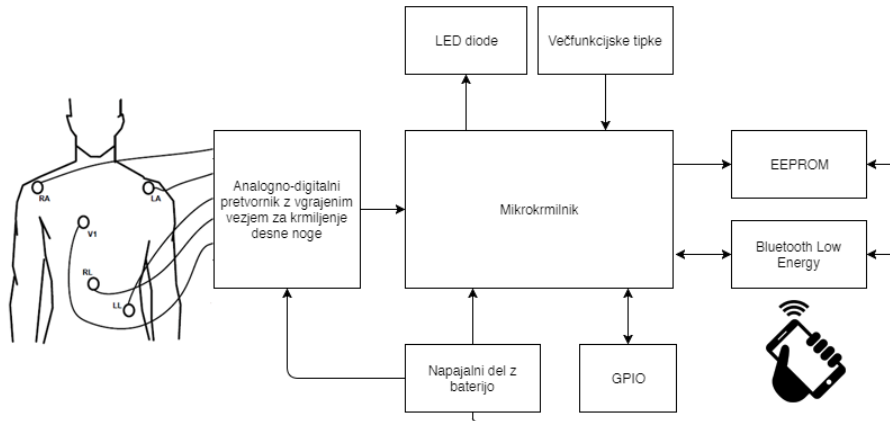 LED diode
Večfunkcijske tipke
RA
LA
V1
RL
LL
Analogno-digitalni
pretvornik z vgrajenim
vezjem za krmiljenje
desne noge
Mikrokrmilnik
EEPROM
Bluetooth Low
Energy
Napajalni del z
baterijo
GPIO